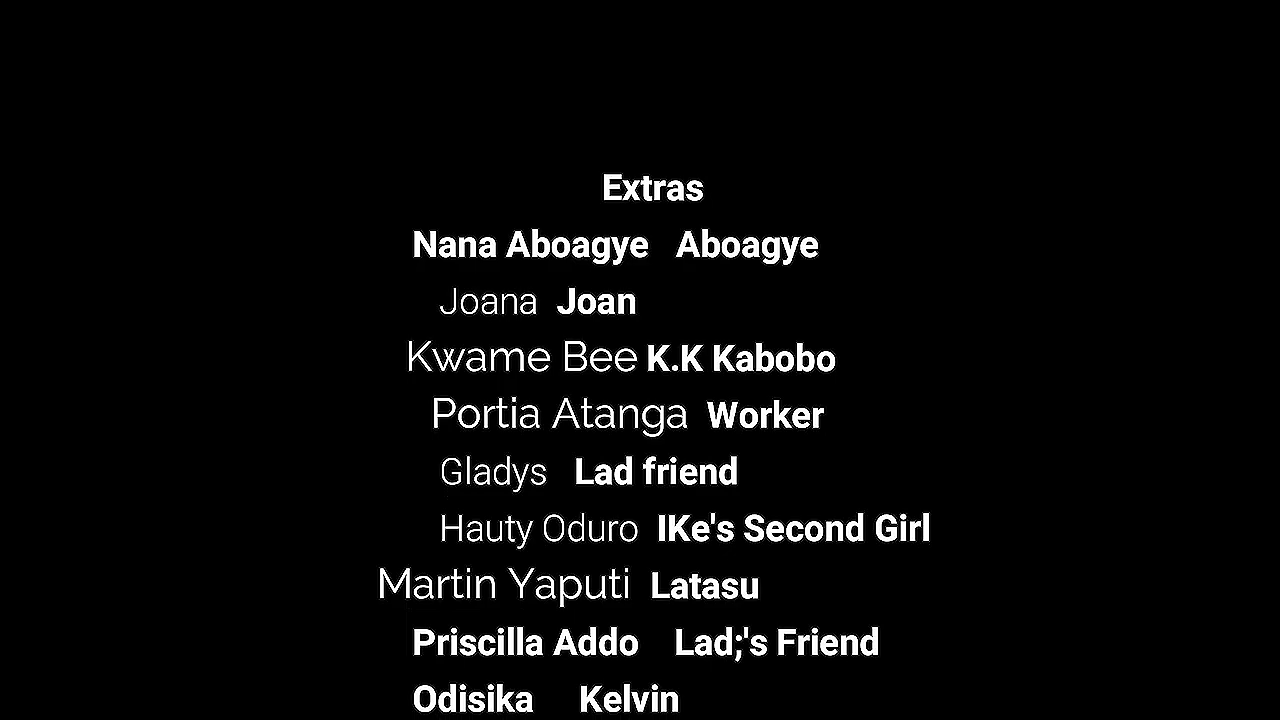 Extras
Nana Aboagye Aboagye
Joana Joan
Kwame Bee K.K Kabobo
Portia Atanga Worker
Gladys Lad friend
Hauty Oduro IKe's Second Girl
Martin Yaputi Latasu
Priscilla Addo Lad;'s Friend
Odisika Kelvin